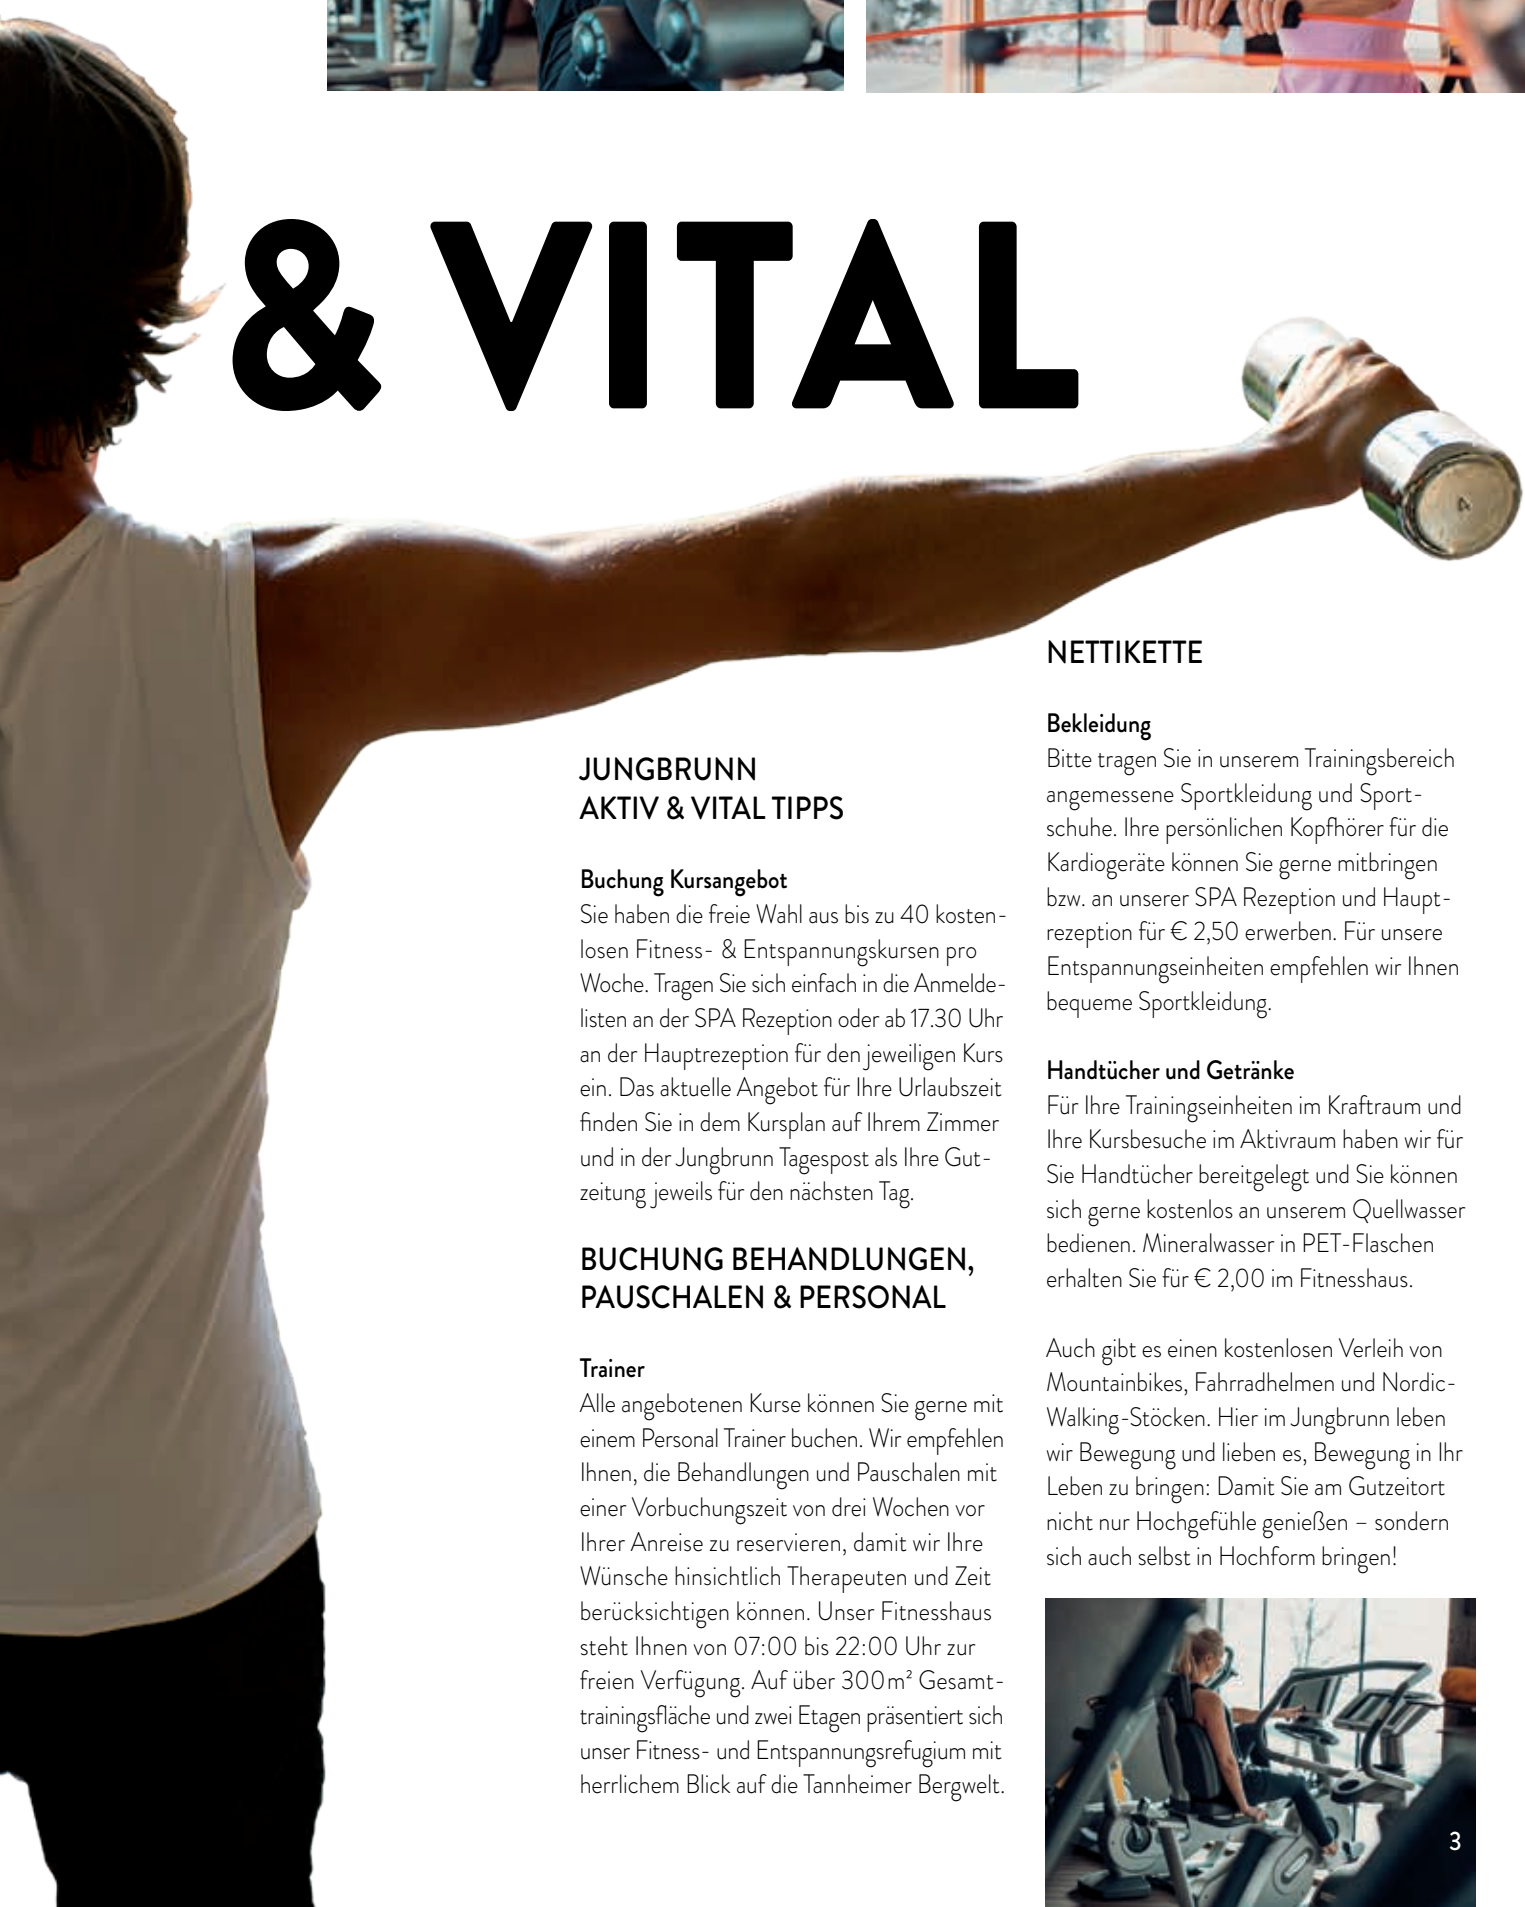 & VITAL
4
JUNGBRUNN
AKTIV & VITAL TIPPS
Buchung Kursangebot
Sie haben die freie Wahl aus bis zu 40 kosten-
losen Fitness- & Entspannungskursen pro
Woche. Tragen Sie sich einfach in die Anmelde-
listen an der SPA Rezeption oder ab 17.30 Uhr
an der Hauptrezeption für den jeweiligen Kurs
ein. Das aktuelle Angebot für Ihre Urlaubszeit
finden Sie in dem Kursplan auf Ihrem Zimmer
und in der Jungbrunn Tagespost als Ihre Gut-
zeitung jeweils für den nächsten Tag.
BUCHUNG BEHANDLUNGEN,
PAUSCHALEN & PERSONAL
Trainer
Alle angebotenen Kurse können Sie gerne mit
einem Personal Trainer buchen. Wir empfehlen
Ihnen, die Behandlungen und Pauschalen mit
einer Vorbuchungszeit von drei Wochen vor
Ihrer Anreise zu reservieren, damit wir Ihre
Wünsche hinsichtlich Therapeuten und Zeit
berücksichtigen können. Unser Fitnesshaus
steht Ihnen von 07:00 bis 22:00 Uhr zur
freien Verfügung. Auf über 300m² Gesamt-
trainingsfläche und zwei Etagen präsentiert sich
unser Fitness- und Entspannungsrefugium mit
herrlichem Blick auf die Tannheimer Bergwelt.
NETTIKETTE
Bekleidung
Bitte tragen Sie in unserem Trainingsbereich
angemessene Sportkleidung und Sport-
schuhe. Ihre persönlichen Kopfhörer für die
Kardiogeräte können Sie gerne mitbringen
bzw. an unserer SPA Rezeption und Haupt-
rezeption für € 2,50 erwerben. Für unsere
Entspannungseinheiten empfehlen wir Ihnen
bequeme Sportkleidung.
Handtücher und Getränke
Für Ihre Trainingseinheiten im Kraftraum und
Ihre Kursbesuche im Aktivraum haben wir für
Sie Handtücher bereitgelegt und Sie können
sich gerne kostenlos an unserem Quellwasser
bedienen. Mineralwasser in PET-Flaschen
erhalten Sie für € 2,00 im Fitnesshaus.
Auch gibt es einen kostenlosen Verleih von
Mountainbikes, Fahrradhelmen und Nordic-
Walking-Stöcken. Hier im Jungbrunn leben
wir Bewegung und lieben es, Bewegung in Ihr
Leben zu bringen: Damit Sie am Gutzeitort
nicht nur Hochgefühle genießen – sondern
sich auch selbst in Hochform bringen!
3